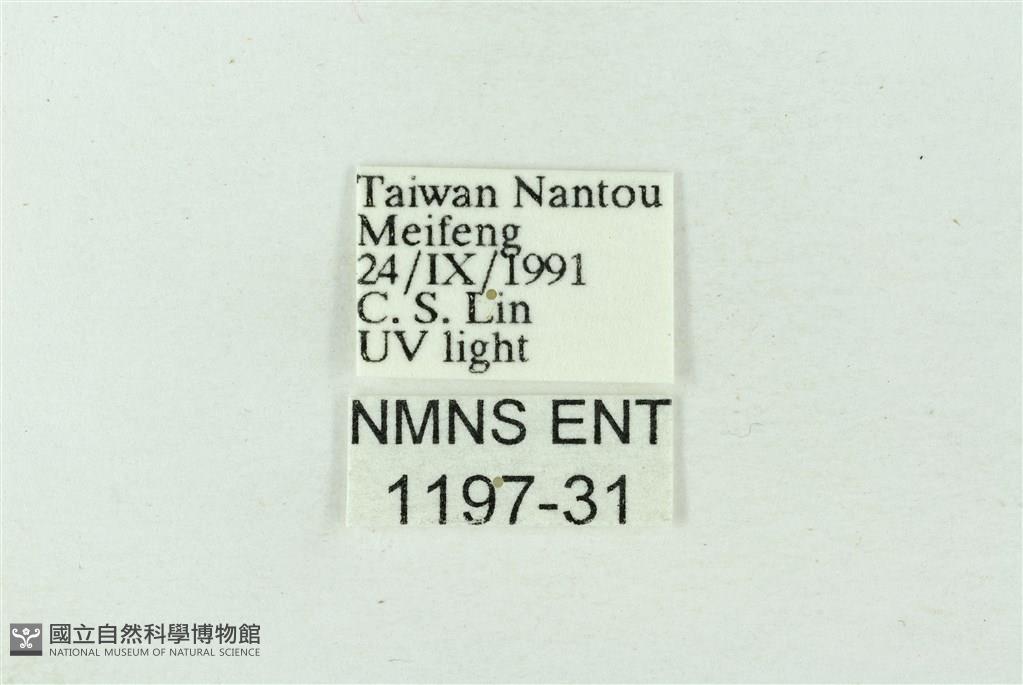 Taiwan Nantou
Meifeng
24/IX/1991
C. S. Lin
UV light
NMNS ENT
1197-31
國立自然科學博物館
NATIONAL MUSEUM OF NATURAL SCIENCE